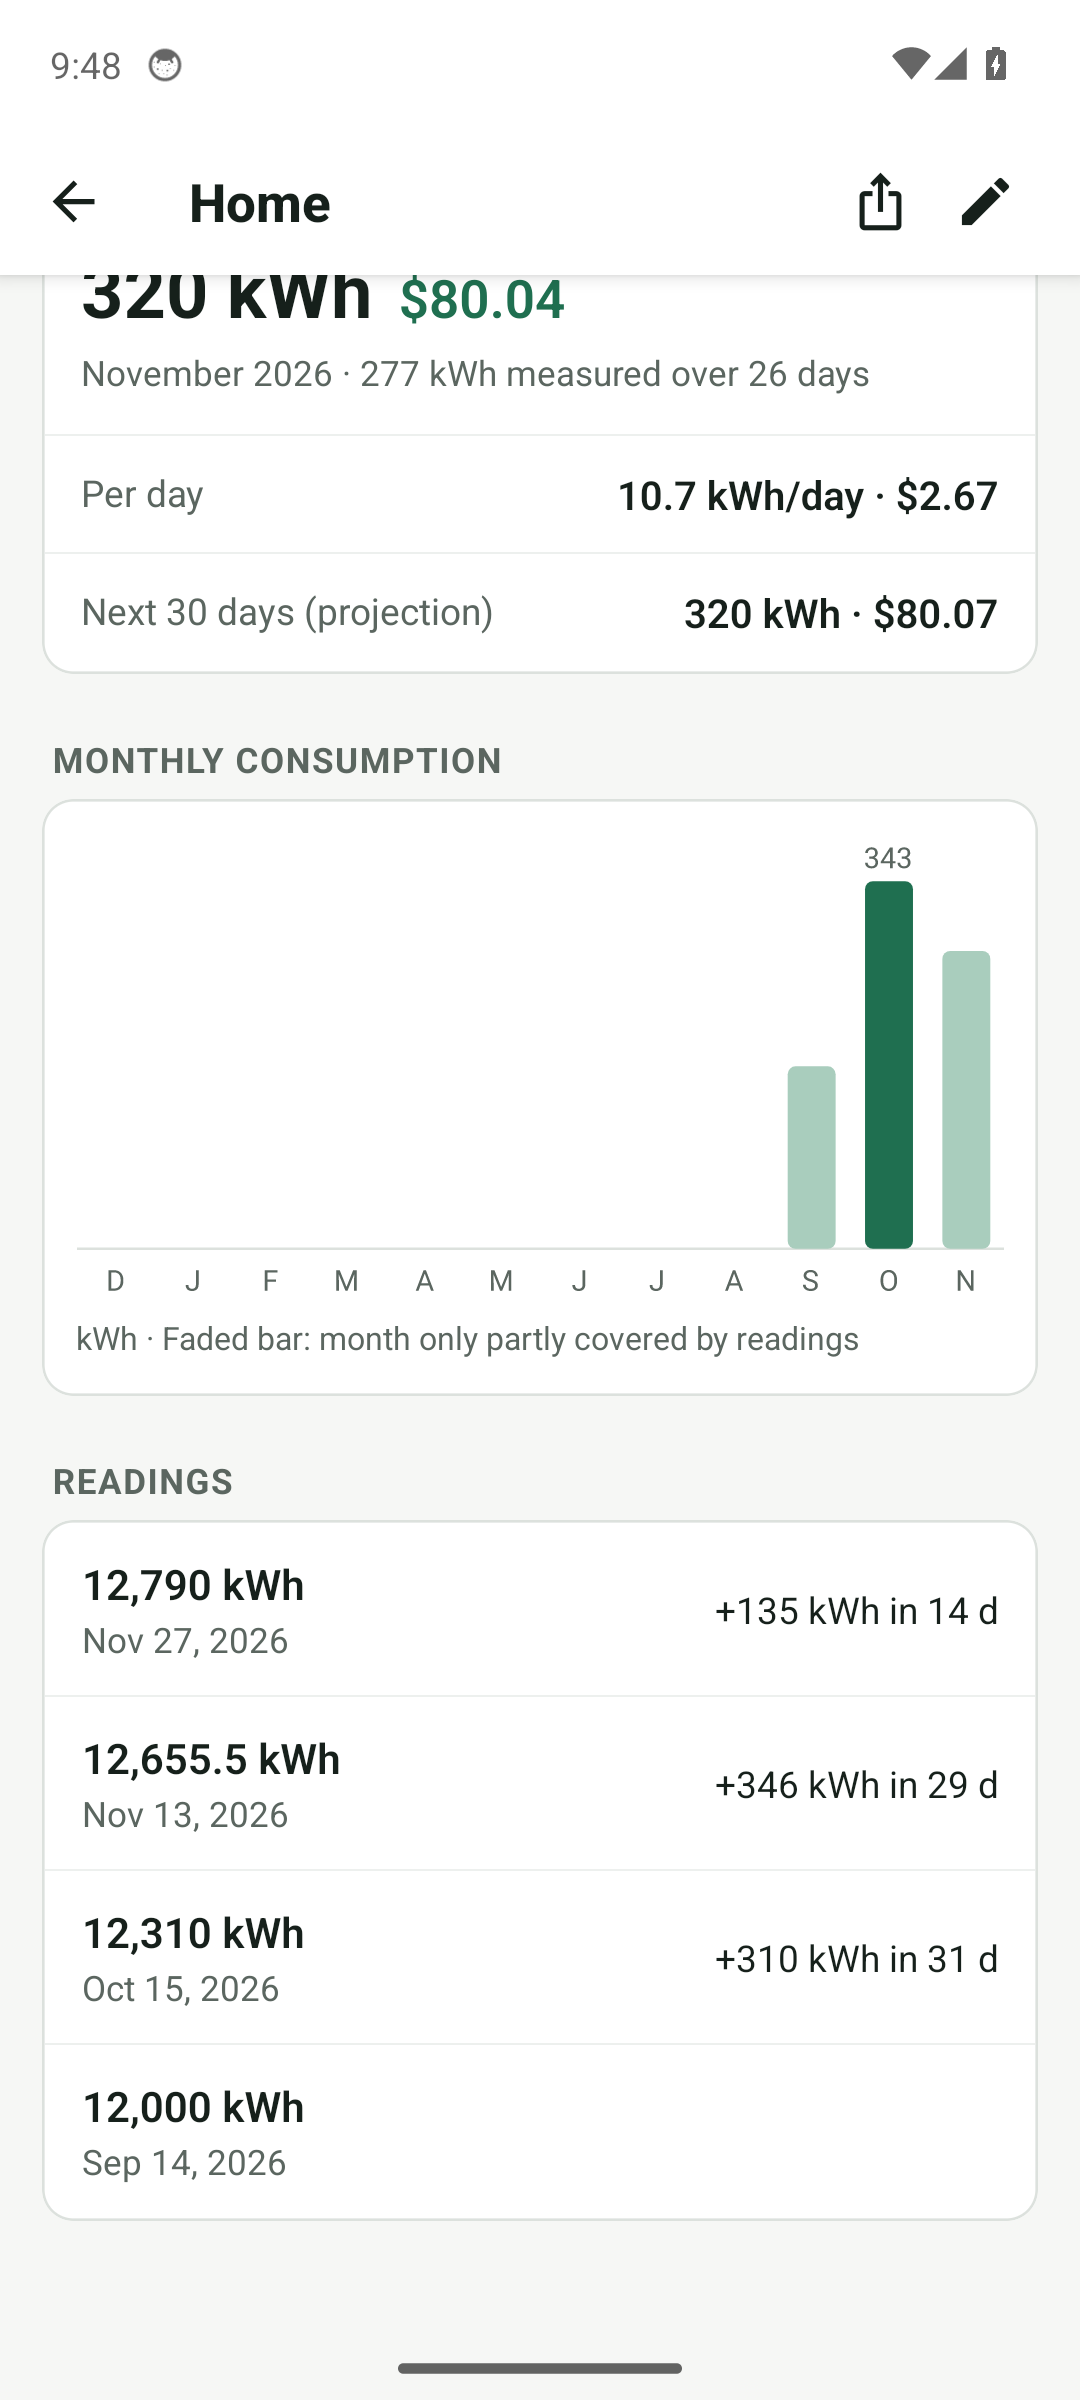 9:48
Home
320 kWh $80.04
November 2026 · 277 kWh measured over 26 days
Per day 10.7 kWh/day · $2.67
Next 30 days (projection) 320 kWh · $80.07
MONTHLY CONSUMPTION
343
D J F M A M J J A S O N
kWh · Faded bar: month only partly covered by readings
READINGS
12,790 kWh
Nov 27, 2026
+135 kWh in 14 d
12,655.5 kWh
Nov 13, 2026
+346 kWh in 29 d
12,310 kWh
Oct 15, 2026
+310 kWh in 31 d
12,000 kWh
Sep 14, 2026